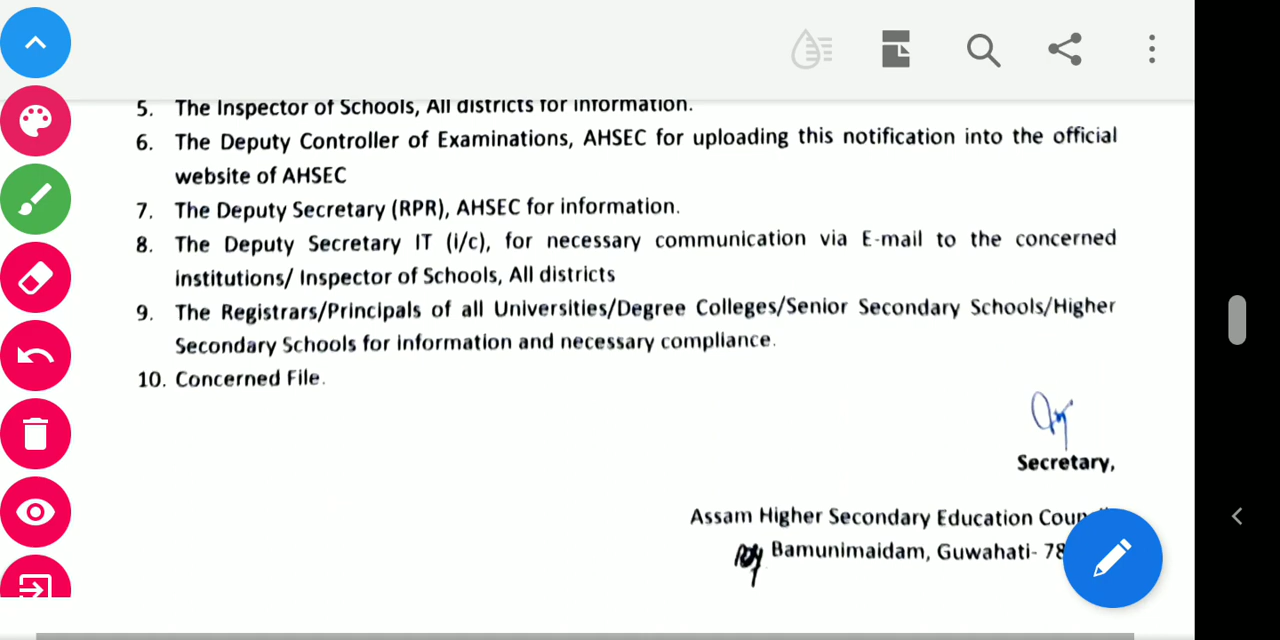 5. The Inspector of Schools, All districts for information.
6. The Deputy Controller of Examinations, AHSEC for uploading this notification into the official
website of AHSEC
7. The Deputy Secretary (RPR), AHSEC for information.
8. The Deputy Secretary IT (i/c), for necessary communication via E-mail to the concerned
institutions/ Inspector of Schools, All districts
9. The Registrars/Principals of all Universities/Degree Colleges/Senior Secondary Schools/Higher
Secondary Schools for information and necessary compliance.
10. Concerned File.
Secretary,
Assam Higher Secondary Education
Bamunimaidam, Guwahati- 78